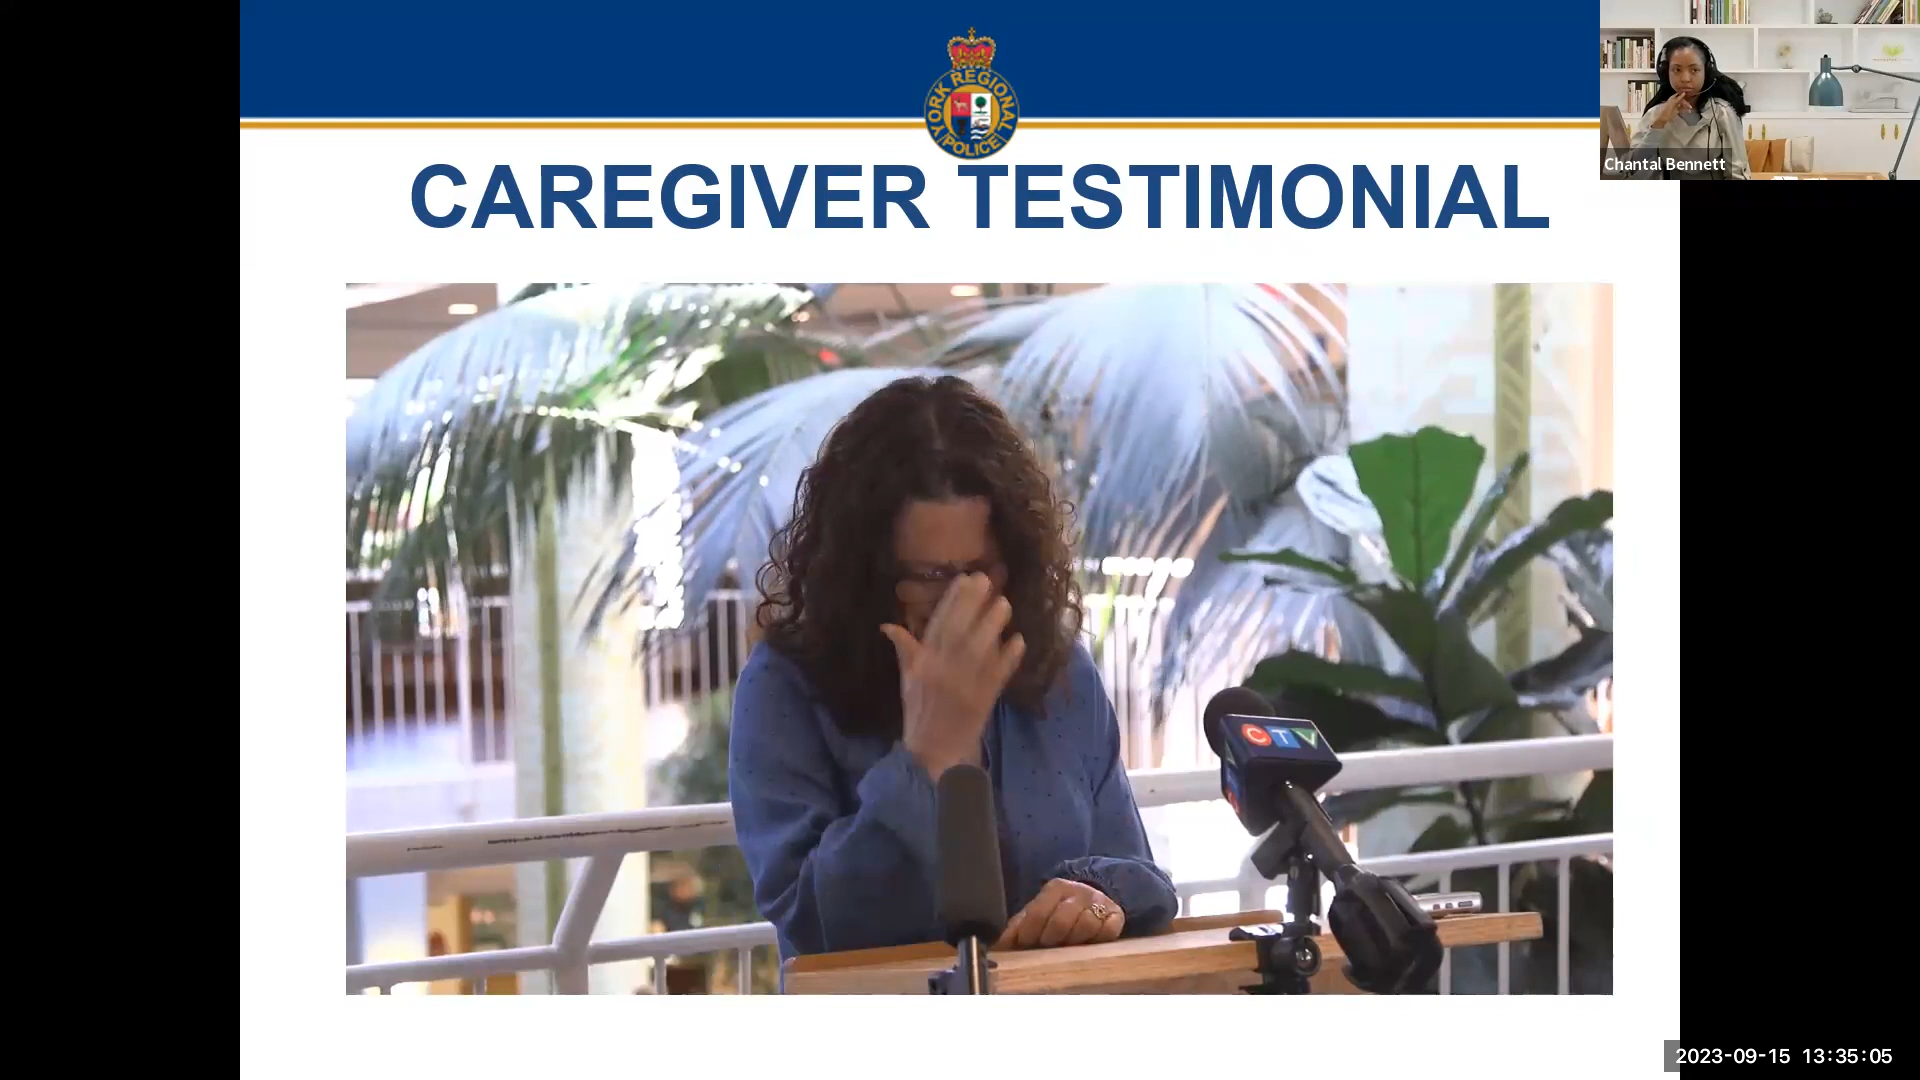 YORK REGIONAL
POLICE
Chantal Bennett
CAREGIVER TESTIMONIAL
CTV
2023-09-15 13:35:05